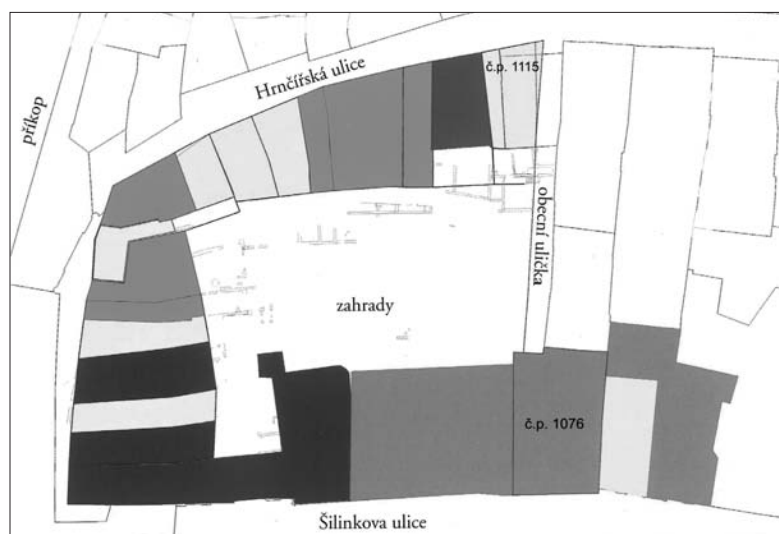 Hrnčířská ulice
č.p. 1115
příkop
obecní ulička
zahrady
č.p. 1076
Šilinkova ulice